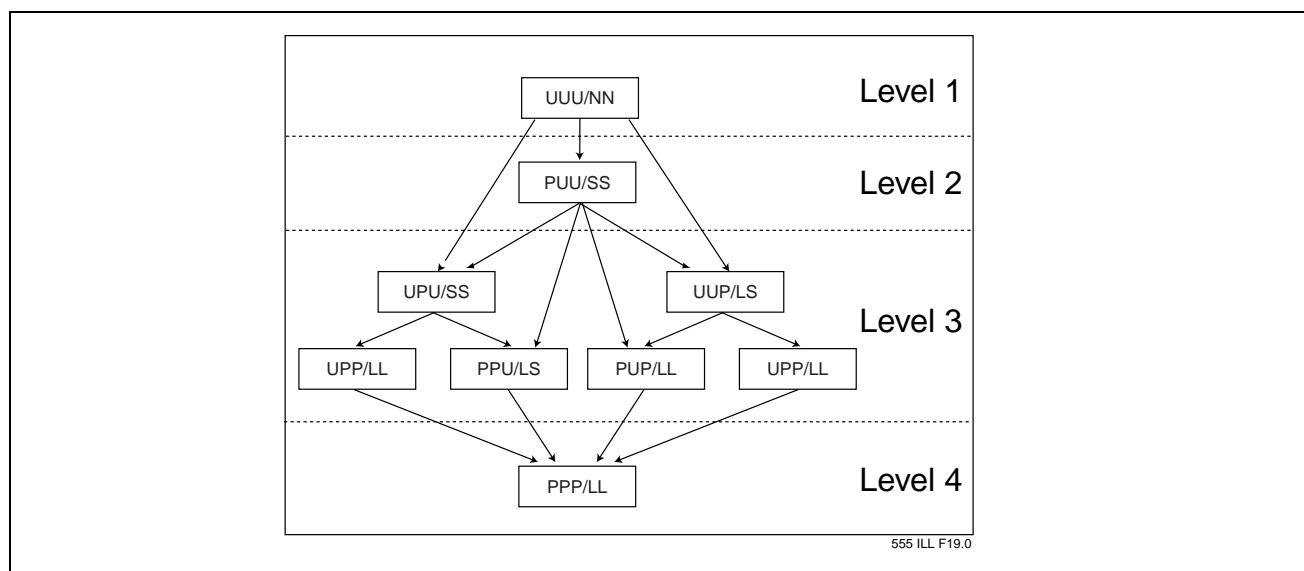 UUU/NN
Level 1
PUU/SS
Level 2
UPU/SS
UUP/LS
Level 3
UPP/LL
PPU/LS
PUP/LL
UPP/LL
PPP/LL
Level 4
555 ILL F19.0